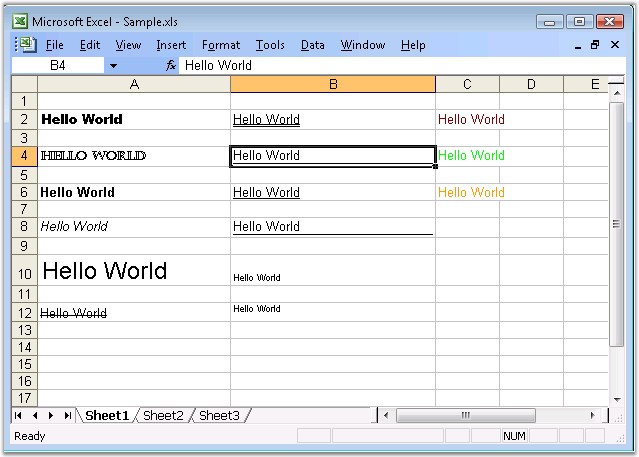 Microsoft Excel - Sample.xls
File Edit View Insert Format Tools Data Window Help
B4 fx Hello World
A B C D E
1
2 Hello World Hello World Hello World
3
4 HELLO WORLD Hello World Hello World
5
6 Hello World Hello World Hello World
7
8 Hello World Hello World
9
10 Hello World Hello World
11
12 Hello World Hello World
13
14
15
16
17
Sheet1 Sheet2 Sheet3
Ready NUM